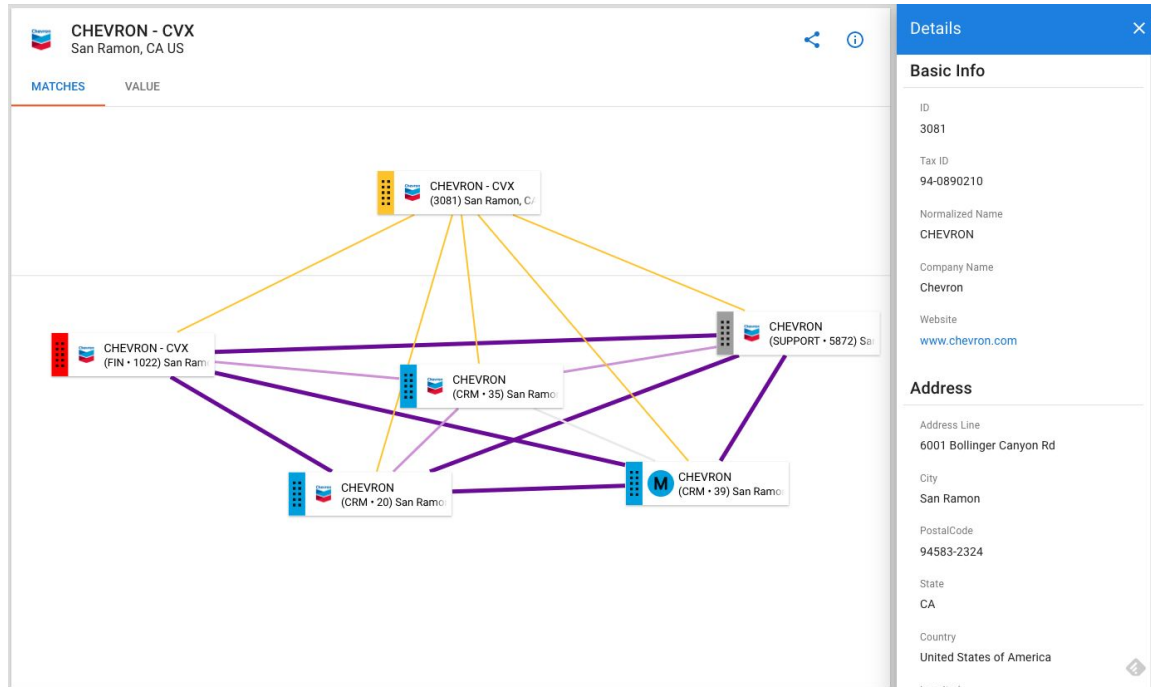 CHEVRON - CVX
San Ramon, CA US
MATCHES VALUE
CHEVRON - CVX
(3081) San Ramon, C
CHEVRON - CVX
(FIN • 1022) San Ram
CHEVRON
(SUPPORT • 5872) Sa
CHEVRON
(CRM • 35) San Ramo
CHEVRON
(CRM • 20) San Ramo
M
CHEVRON
(CRM • 39) San Ramo
Details
Basic Info
ID
3081
Tax ID
94-0890210
Normalized Name
CHEVRON
Company Name
Chevron
Website
www.chevron.com
Address
Address Line
6001 Bollinger Canyon Rd
City
San Ramon
PostalCode
94583-2324
State
CA
Country
United States of America